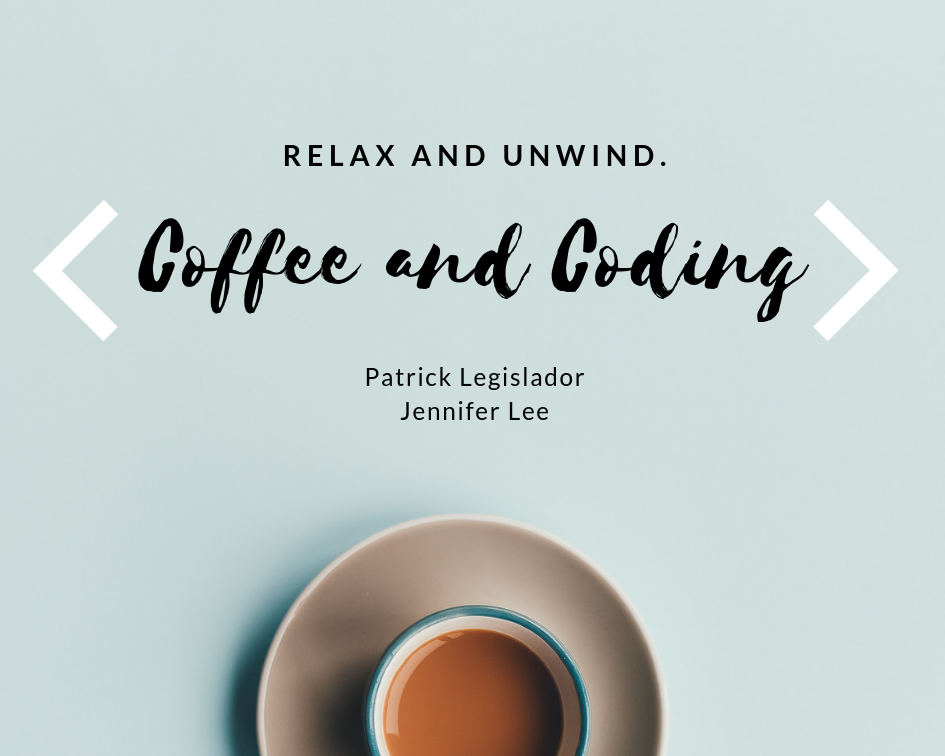 RELAX AND UNWIND.
Coffee and Coding
Patrick Legislador
Jennifer Lee